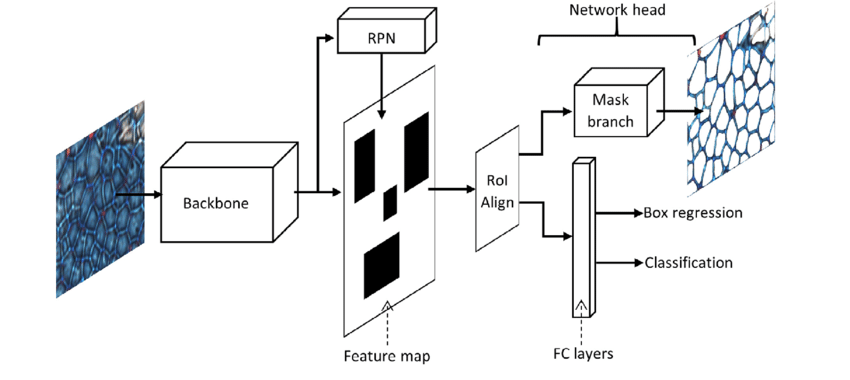 Network head
RPN
Mask
branch
Backbone
RoI
Align
Box regression
Classification
Feature map
FC layers